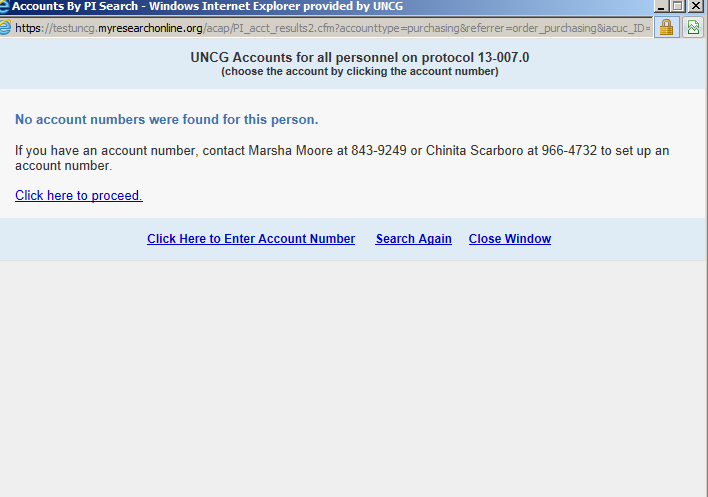 Accounts By PI Search - Windows Internet Explorer provided by UNCG
https://testuncg.myresearchonline.org/acap/PI_acct_results2.cfm?accounttype=purchasing&referrer=order_purchasing&iacuc_ID=
UNCG Accounts for all personnel on protocol 13-007.0
(choose the account by clicking the account number)
No account numbers were found for this person.
If you have an account number, contact Marsha Moore at 843-9249 or Chinita Scarboro at 966-4732 to set up an
account number.
Click here to proceed.
Click Here to Enter Account Number Search Again Close Window